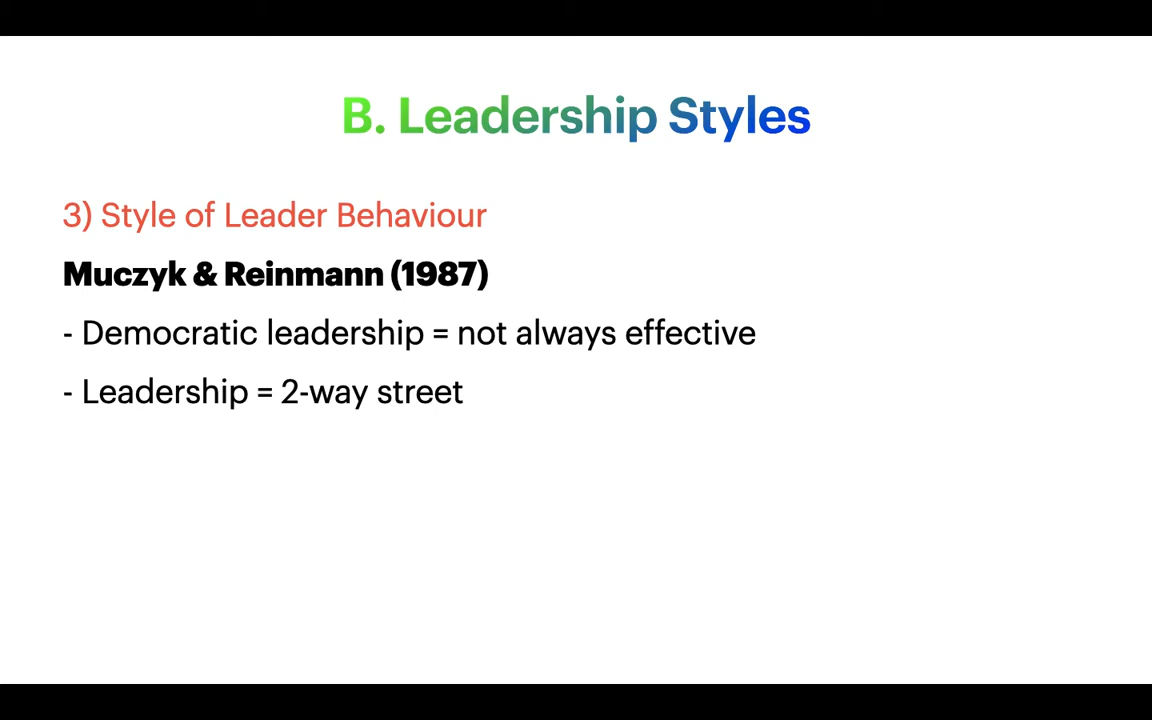 B. Leadership Styles
3) Style of Leader Behaviour
Muczyk & Reinmann (1987)
- Democratic leadership = not always effective
- Leadership = 2-way street